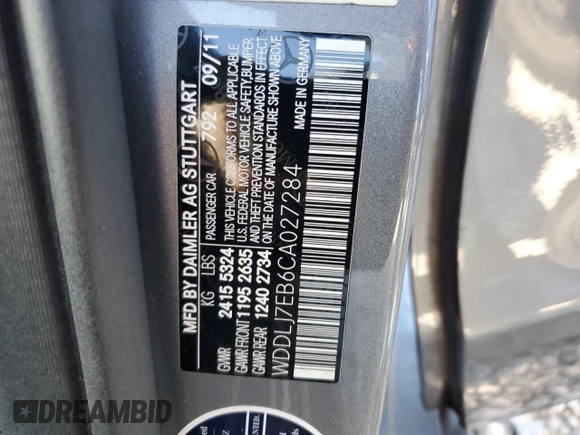 MFD BY DAIMLER AG STUTTGART
KG LBS PASSENGER CAR 792 09/11
GVWR 2415 5324 THIS VEHICLE CONFORMS TO ALL APPLICABLE
GAWR FRONT 1195 2635 U.S. FEDERAL MOTOR VEHICLE SAFETY, BUMPER
GAWR REAR 1240 2734 AND THEFT PREVENTION STANDARDS IN EFFECT
ON THE DATE OF MANUFACTURE SHOWN ABOVE
WDDLJ7EB6CA027284 MADE IN GERMANY
DREAMBID